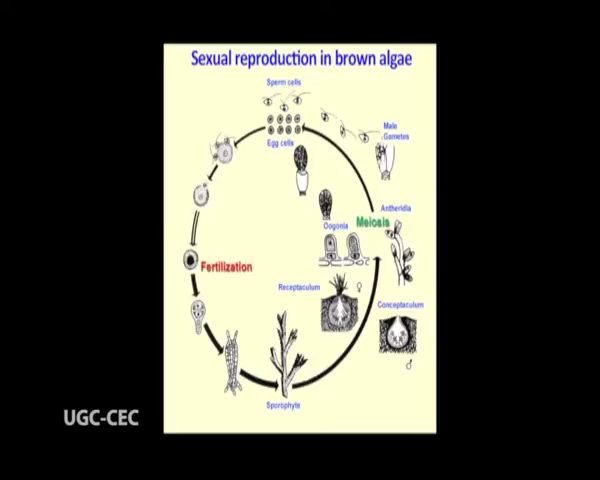 Sexual reproduction in brown algae
Sperm cells
Egg cells
Male
Gametes
Antheridia
Oogonia
Meiosis
Fertilization
Receptaculum
♀
Conceptaculum
♂
Sporophyte
UGC-CEC